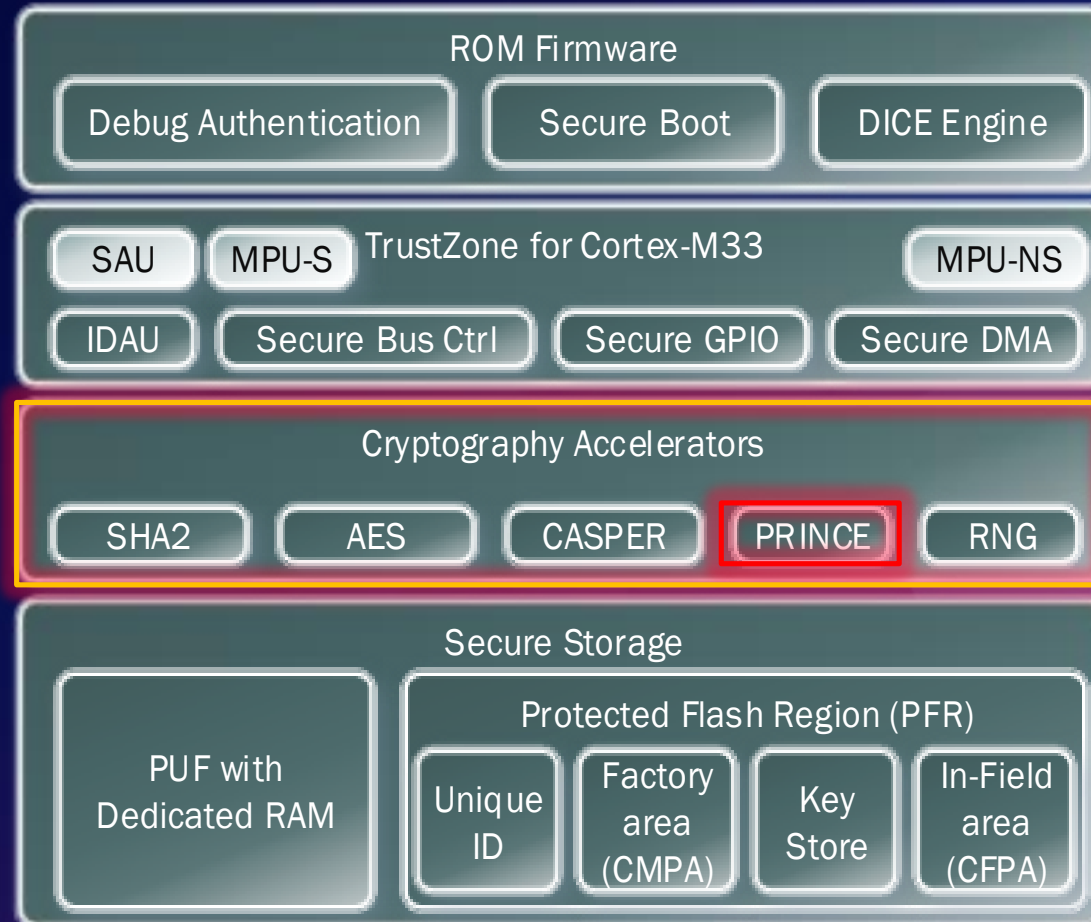 ROM Firmware
Debug Authentication
Secure Boot
DICE Engine
SAU
MPU-S
TrustZone for Cortex-M33
MPU-NS
IDAU
Secure Bus Ctrl
Secure GPIO
Secure DMA
Cryptography Accelerators
SHA2
AES
CASPER
PRINCE
RNG
Secure Storage
PUF with
Dedicated RAM
Protected Flash Region (PFR)
Unique
ID
Factory
area
(CMPA)
Key
Store
In-Field
area
(CFPA)